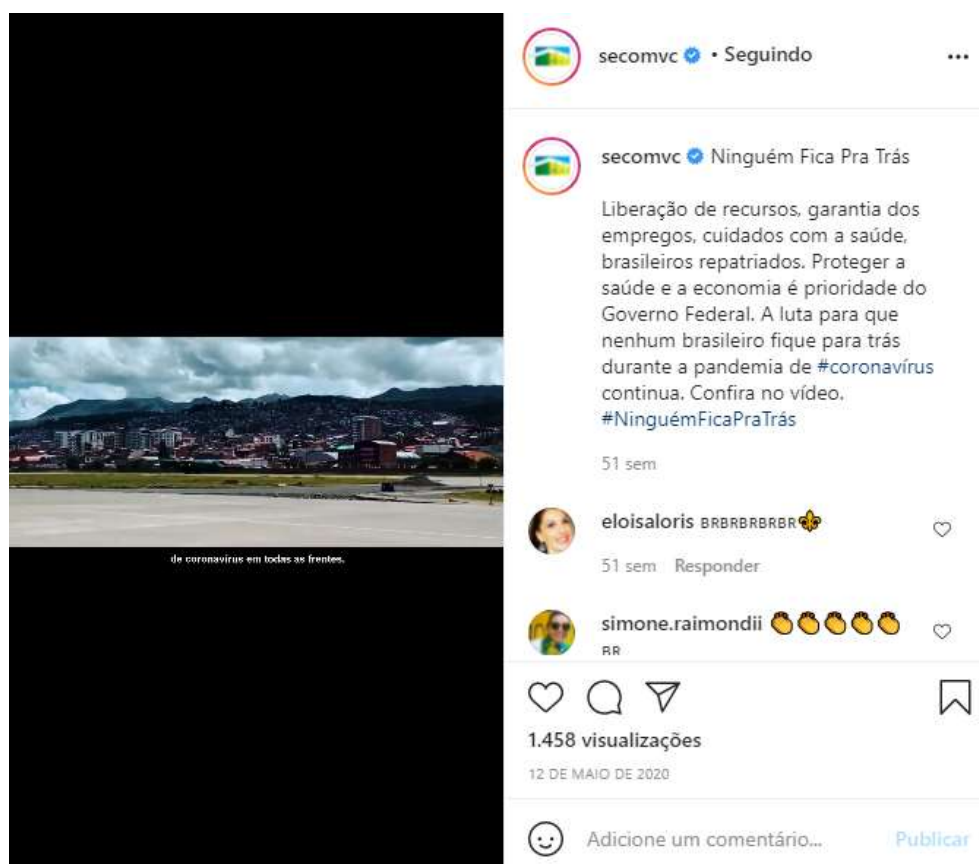 secomvc • Seguindo
secomvc Ninguém Fica Pra Trás
Liberação de recursos, garantia dos
empregos, cuidados com a saúde,
brasileiros repatriados. Proteger a
saúde e a economia é prioridade do
Governo Federal. A luta para que
nenhum brasileiro fique para trás
durante a pandemia de #coronavírus
continua. Confira no vídeo.
#NinguémFicaPraTrás
51 sem
eloisaloris BRBRBRBRBR⚜️
51 sem Responder
simone.raimondii 👏👏👏👏👏
BR
de coronavírus em todas as frentes.
1.458 visualizações
12 DE MAIO DE 2020
Adicione um comentário... Publicar